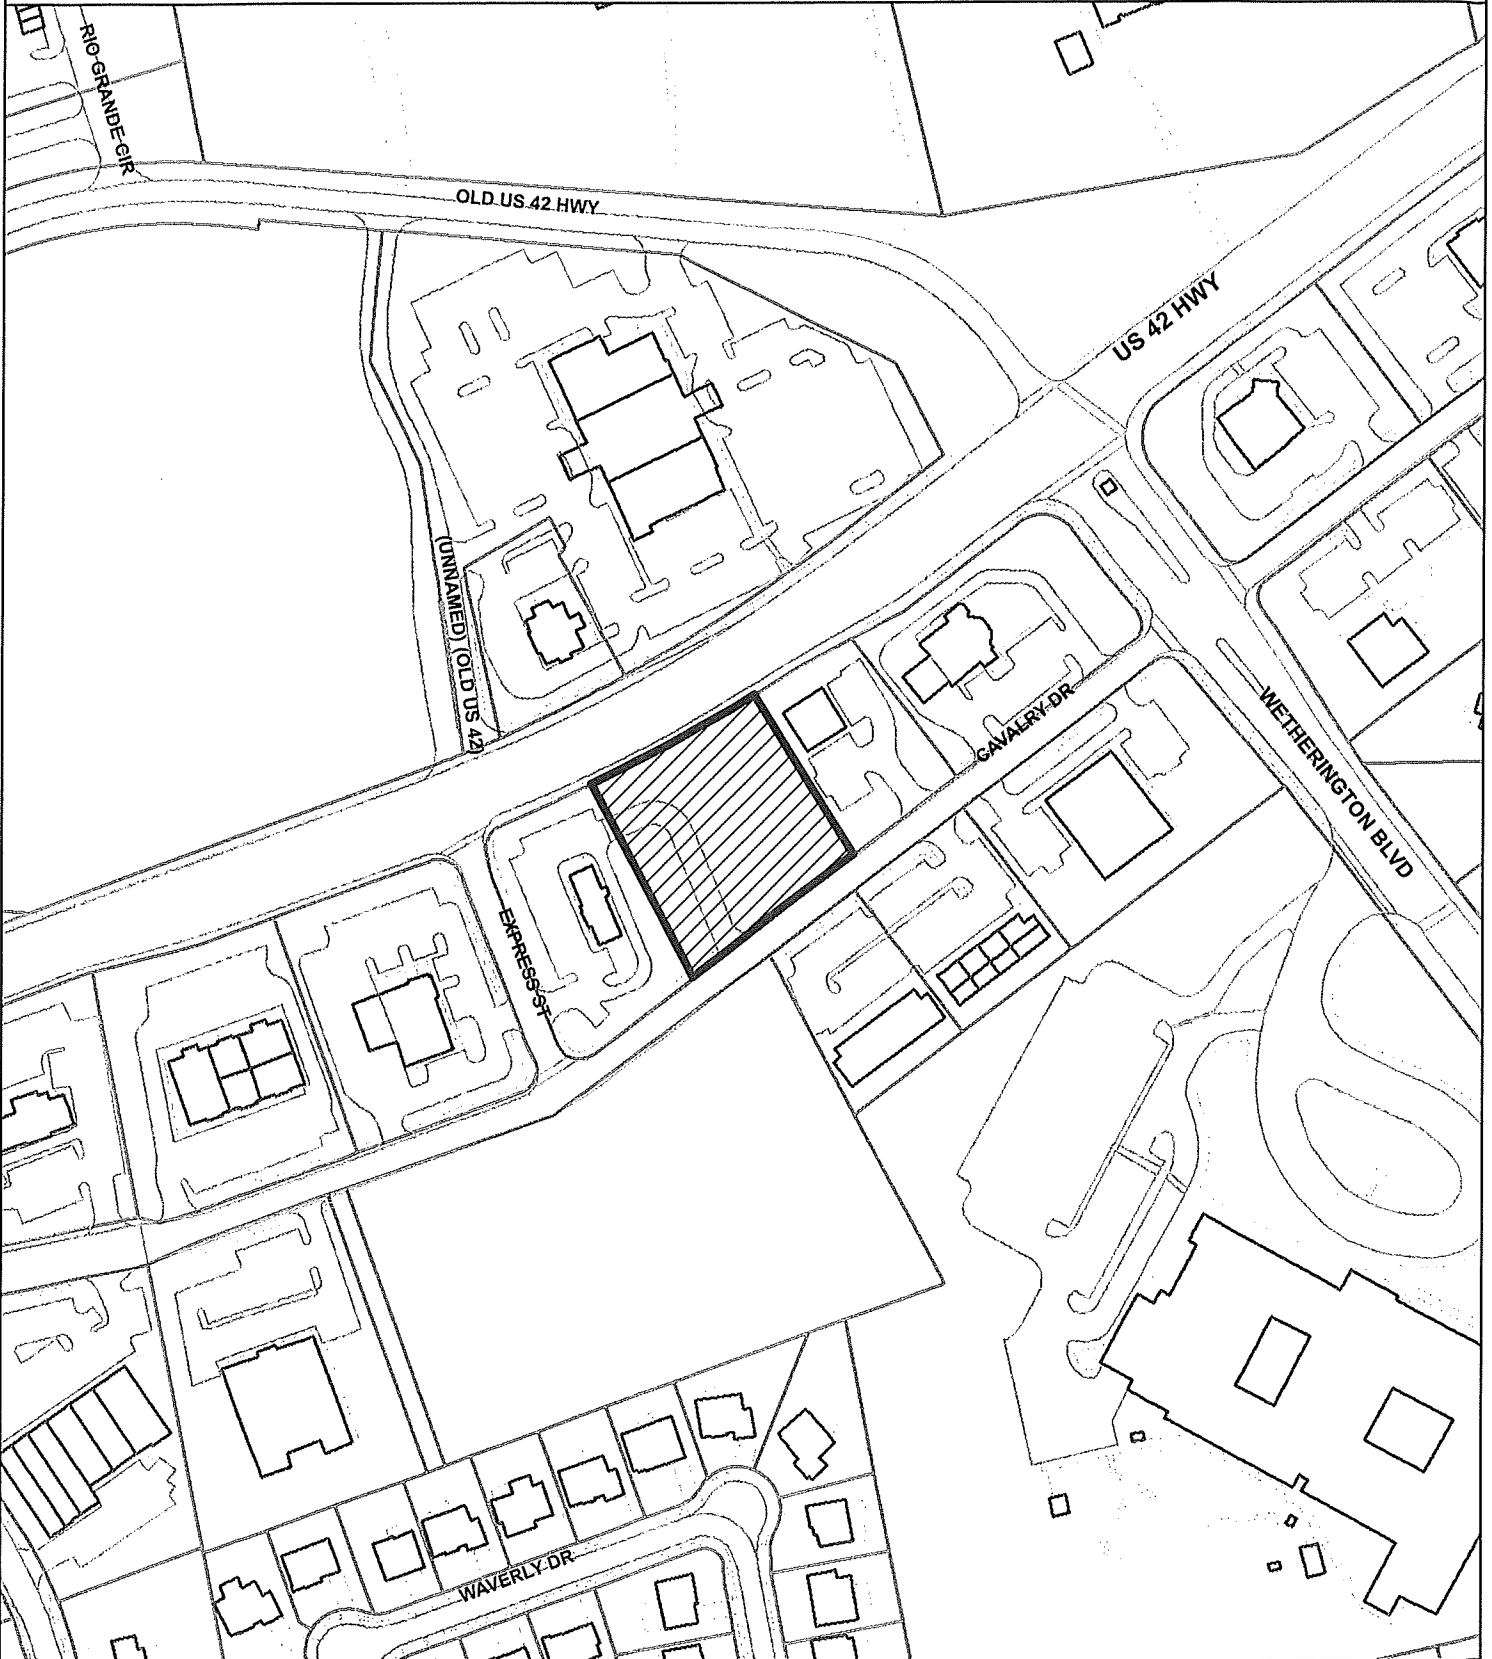 RIO GRANDE CIR
OLD US 42 HWY
US 42 HWY
(UNNAMED) (OLD US 42)
CAVALRY DR
WETHERINGTON BLVD
EXPRESS ST
WAVERLY DR